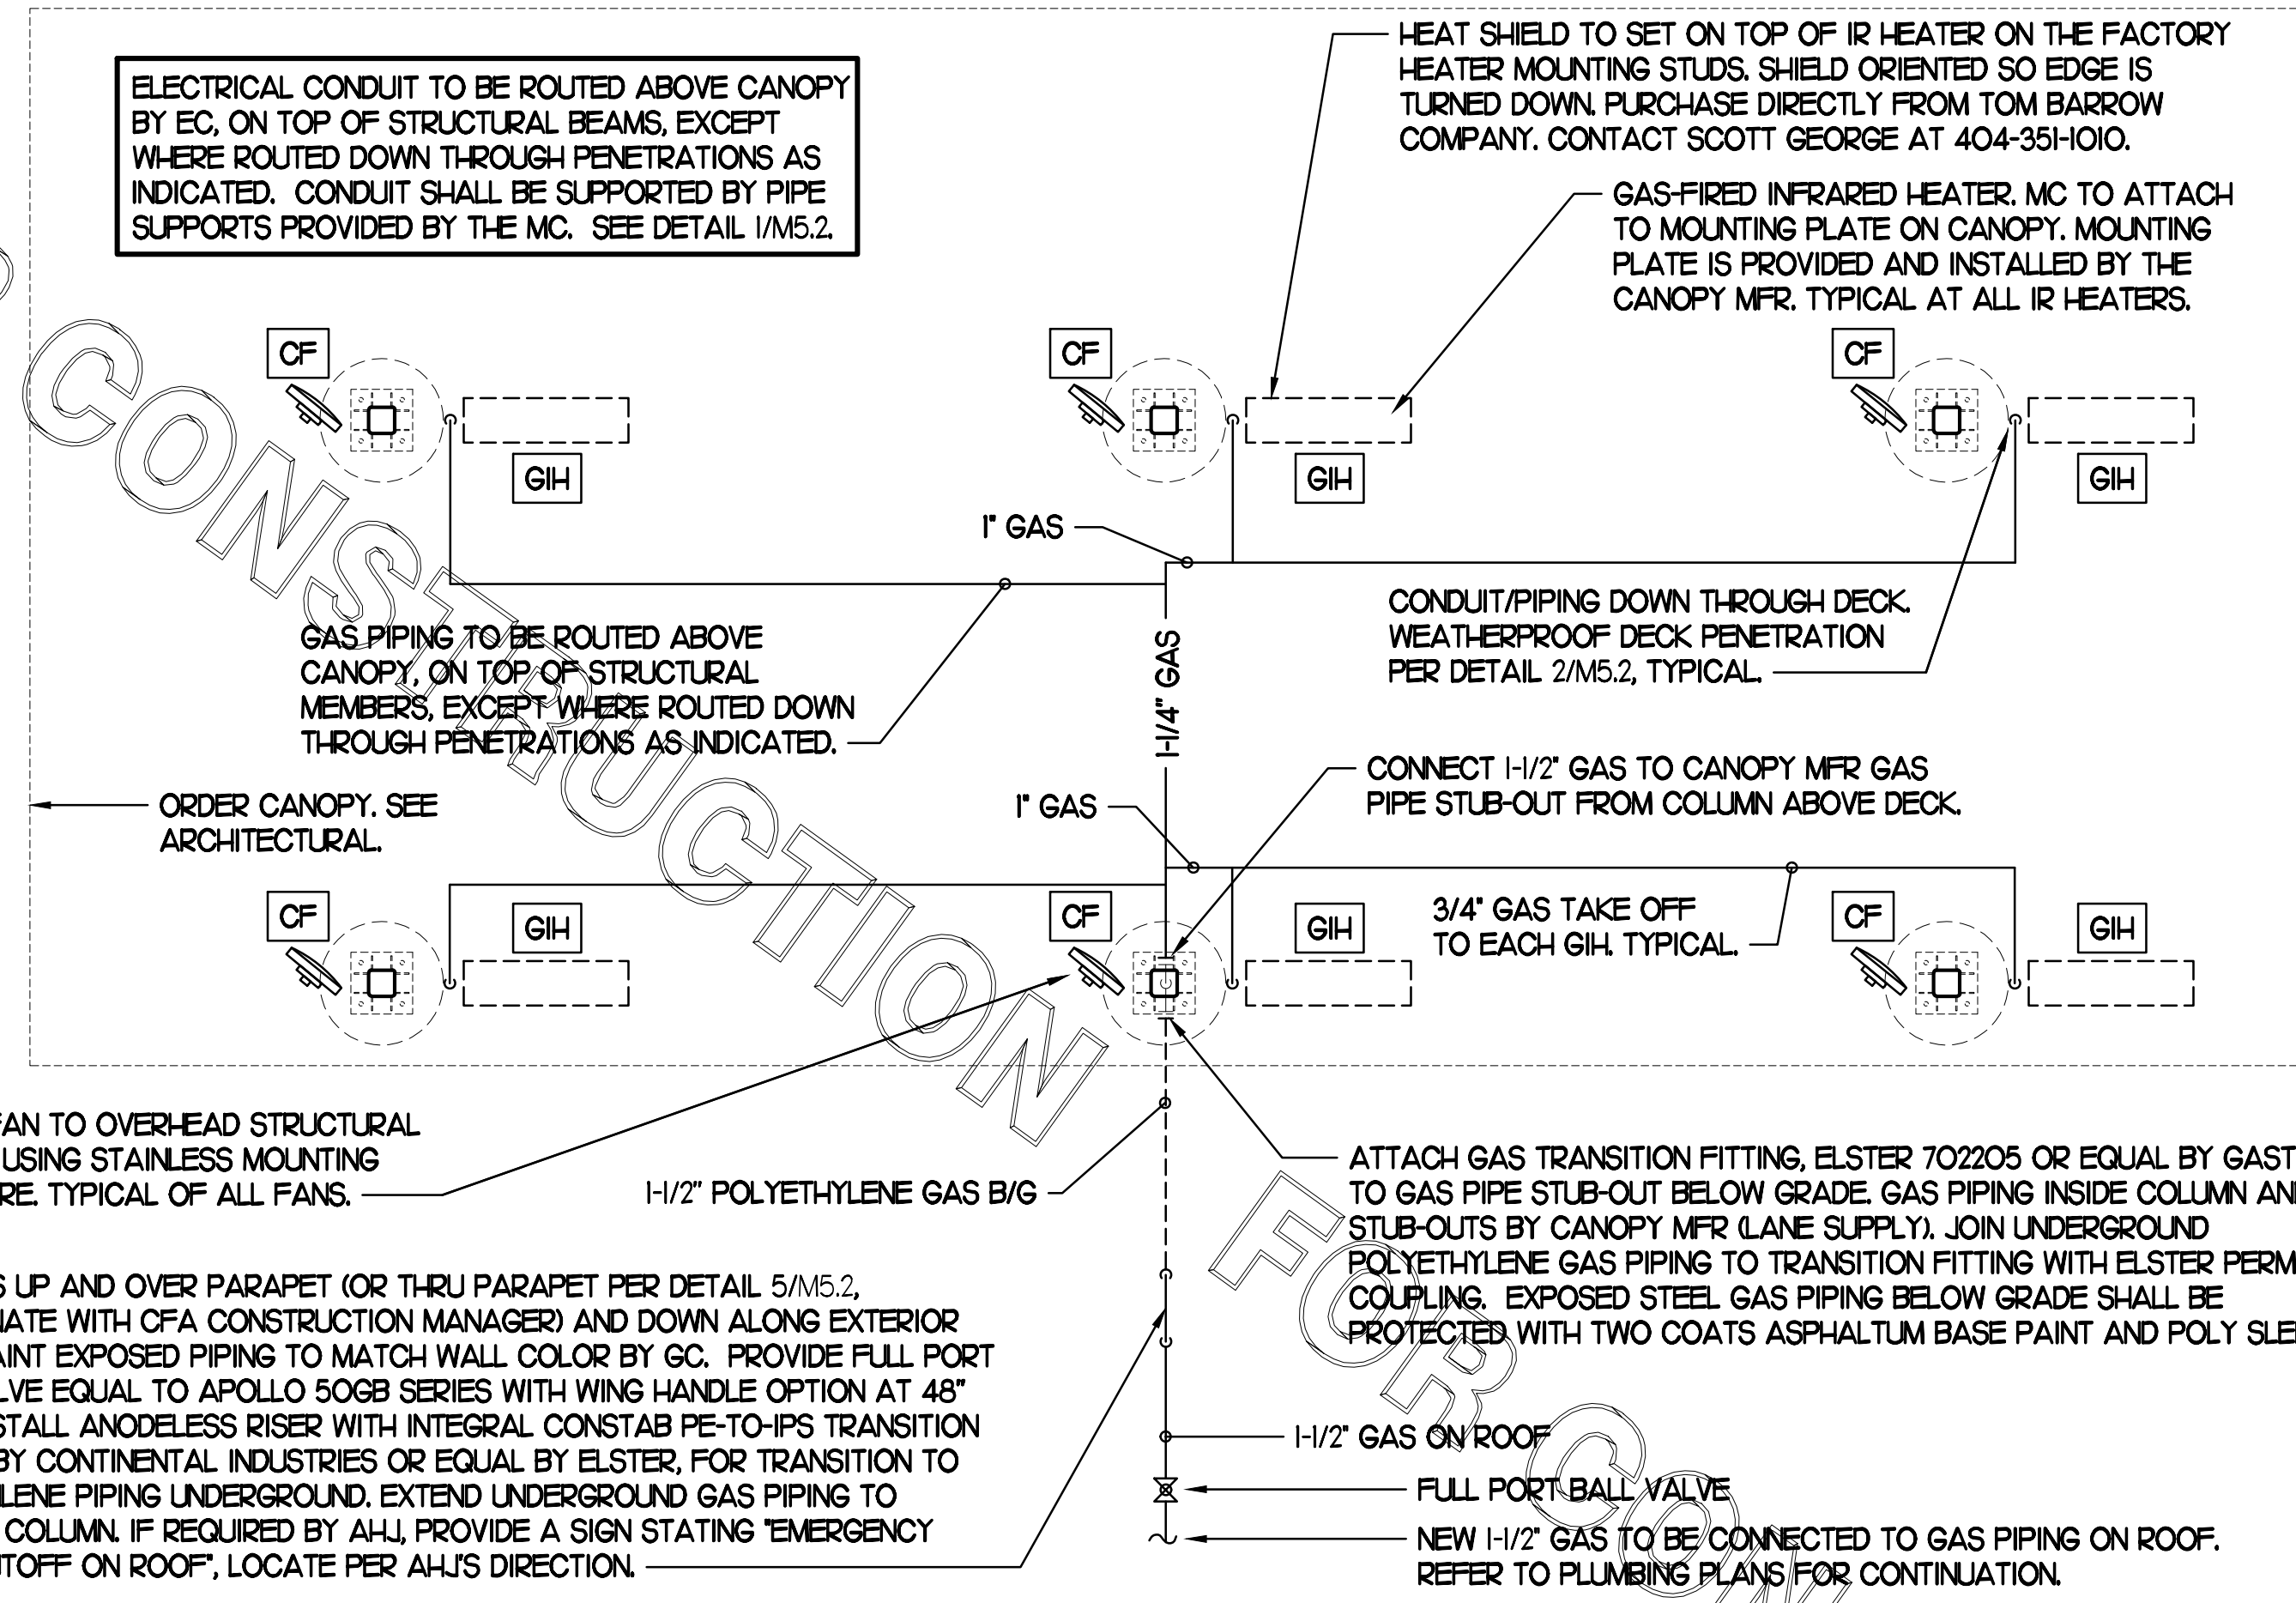 HEAT SHIELD TO SET ON TOP OF IR HEATER ON THE FACTORY
HEATER MOUNTING STUDS. SHIELD ORIENTED SO EDGE IS
TURNED DOWN. PURCHASE DIRECTLY FROM TOM BARROW
COMPANY. CONTACT SCOTT GEORGE AT 404-351-1010.
ELECTRICAL CONDUIT TO BE ROUTED ABOVE CANOPY
BY EC, ON TOP OF STRUCTURAL BEAMS, EXCEPT
WHERE ROUTED DOWN THROUGH PENETRATIONS AS
INDICATED. CONDUIT SHALL BE SUPPORTED BY PIPE
SUPPORTS PROVIDED BY THE MC. SEE DETAIL 1/M5.2.
GAS-FIRED INFRARED HEATER. MC TO ATTACH
TO MOUNTING PLATE ON CANOPY. MOUNTING
PLATE IS PROVIDED AND INSTALLED BY THE
CANOPY MFR. TYPICAL AT ALL IR HEATERS.
CF
CF
CF
GIH
GIH
GIH
1" GAS
CONDUIT/PIPING DOWN THROUGH DECK.
WEATHERPROOF DECK PENETRATION
PER DETAIL 2/M5.2, TYPICAL.
GAS PIPING TO BE ROUTED ABOVE
CANOPY, ON TOP OF STRUCTURAL
MEMBERS, EXCEPT WHERE ROUTED DOWN
THROUGH PENETRATIONS AS INDICATED.
1-1/4" GAS
CONNECT 1-1/2" GAS TO CANOPY MFR GAS
PIPE STUB-OUT FROM COLUMN ABOVE DECK.
ORDER CANOPY. SEE
ARCHITECTURAL.
1" GAS
CF
GIH
CF
GIH
3/4" GAS TAKE OFF
TO EACH GIH. TYPICAL.
CF
GIH
FAN TO OVERHEAD STRUCTURAL
USING STAINLESS MOUNTING
RE. TYPICAL OF ALL FANS.
1-1/2" POLYETHYLENE GAS B/G
ATTACH GAS TRANSITION FITTING, ELSTER 702205 OR EQUAL BY GAST
TO GAS PIPE STUB-OUT BELOW GRADE. GAS PIPING INSIDE COLUMN AN
STUB-OUTS BY CANOPY MFR (LANE SUPPLY). JOIN UNDERGROUND
POLYETHYLENE GAS PIPING TO TRANSITION FITTING WITH ELSTER PERM
COUPLING. EXPOSED STEEL GAS PIPING BELOW GRADE SHALL BE
PROTECTED WITH TWO COATS ASPHALTUM BASE PAINT AND POLY SLE
S UP AND OVER PARAPET (OR THRU PARAPET PER DETAIL 5/M5.2,
NATE WITH CFA CONSTRUCTION MANAGER) AND DOWN ALONG EXTERIOR
AINT EXPOSED PIPING TO MATCH WALL COLOR BY GC. PROVIDE FULL PORT
LVE EQUAL TO APOLLO 50GB SERIES WITH WING HANDLE OPTION AT 48"
STALL ANODELESS RISER WITH INTEGRAL CONSTAB PE-TO-IPS TRANSITION
BY CONTINENTAL INDUSTRIES OR EQUAL BY ELSTER, FOR TRANSITION TO
LENE PIPING UNDERGROUND. EXTEND UNDERGROUND GAS PIPING TO
COLUMN. IF REQUIRED BY AHJ, PROVIDE A SIGN STATING "EMERGENCY
TOFF ON ROOF", LOCATE PER AHJ'S DIRECTION.
1-1/2" GAS ON ROOF
FULL PORT BALL VALVE
NEW 1-1/2" GAS TO BE CONNECTED TO GAS PIPING ON ROOF.
REFER TO PLUMBING PLANS FOR CONTINUATION.
CONSTRUCTION FOR CON